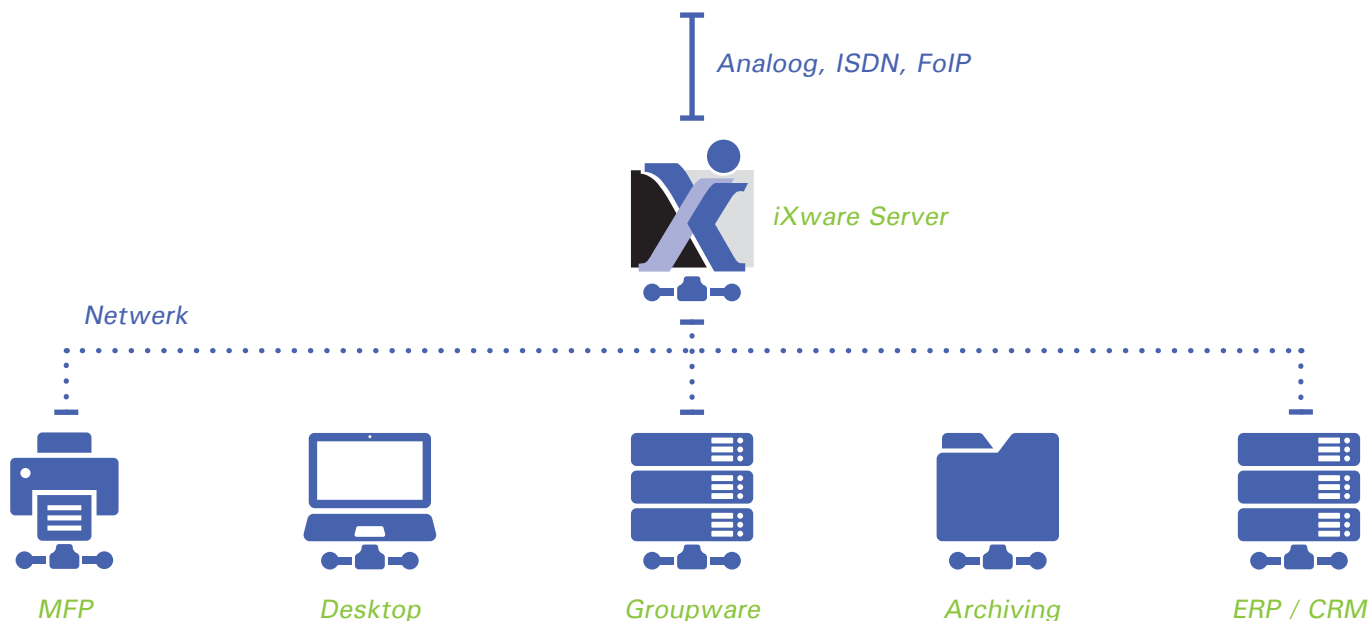 Analoog, ISDN, FoIP
iXware Server
Netwerk
MFP
Desktop
Groupware
Archiving
ERP / CRM